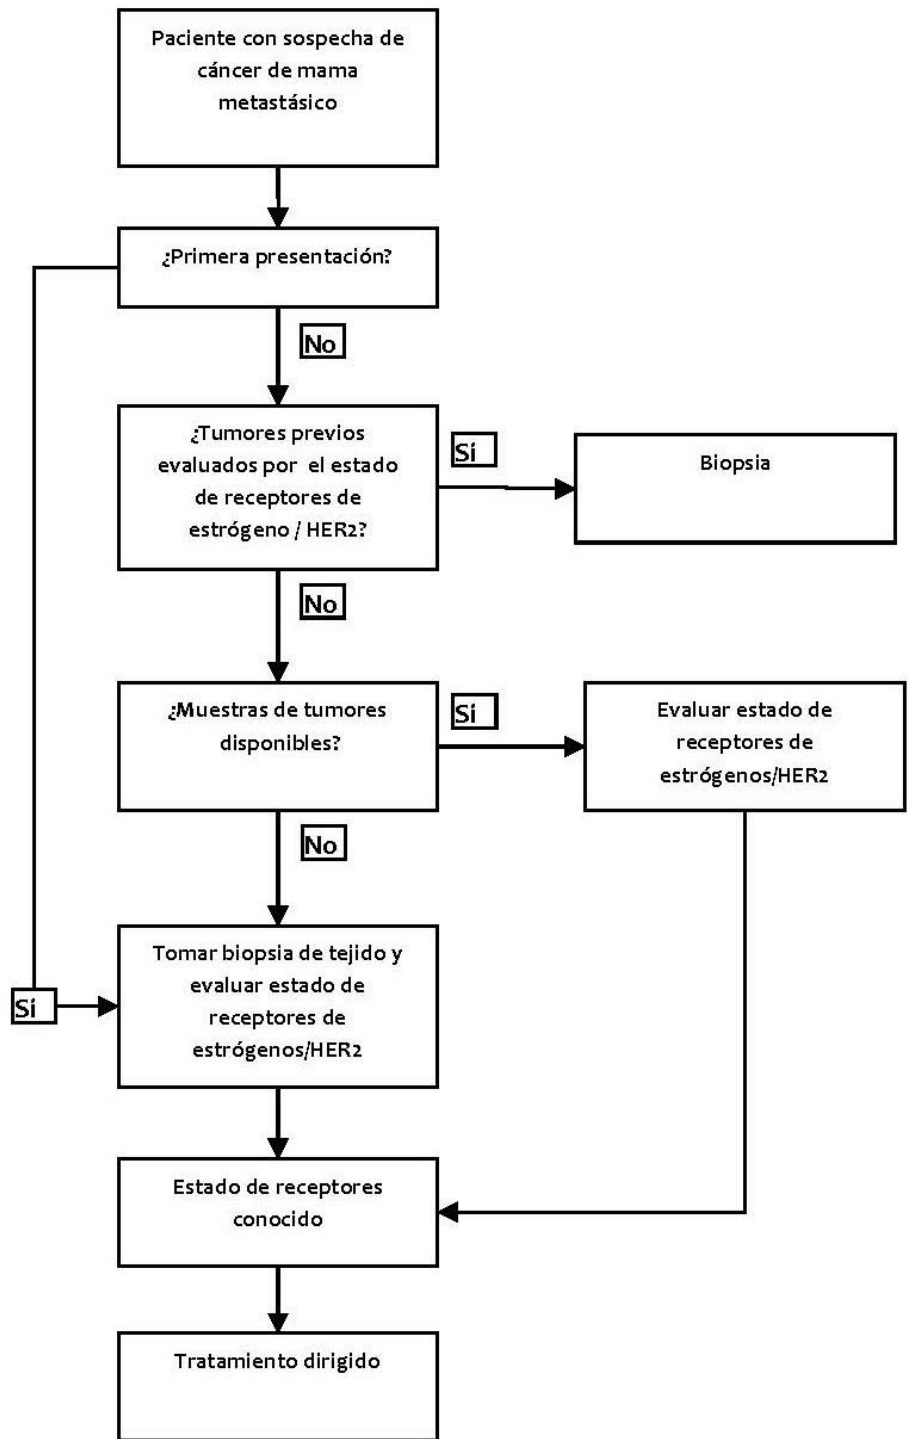 Paciente con sospecha de
cáncer de mama
metastásico
¿Primera presentación?
No
¿Tumores previos
evaluados por el estado
de receptores de
estrógeno / HER2?
Sí
Biopsia
No
¿Muestras de tumores
disponibles?
Sí
Evaluar estado de
receptores de
estrógenos/HER2
No
Tomar biopsia de tejido y
evaluar estado de
receptores de
estrógenos/HER2
Sí
Estado de receptores
conocido
Tratamiento dirigido